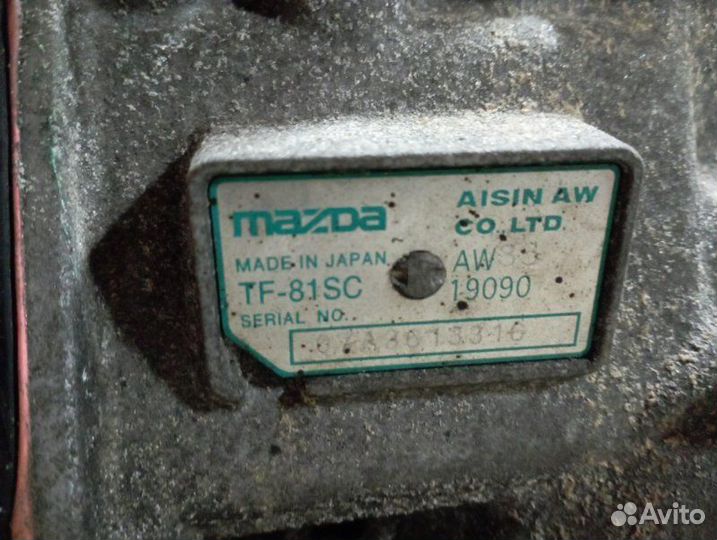 mazda
AISIN AW
CO., LTD.
MADE IN JAPAN.
AW
TF-81SC
19090
SERIAL NO.
Avito